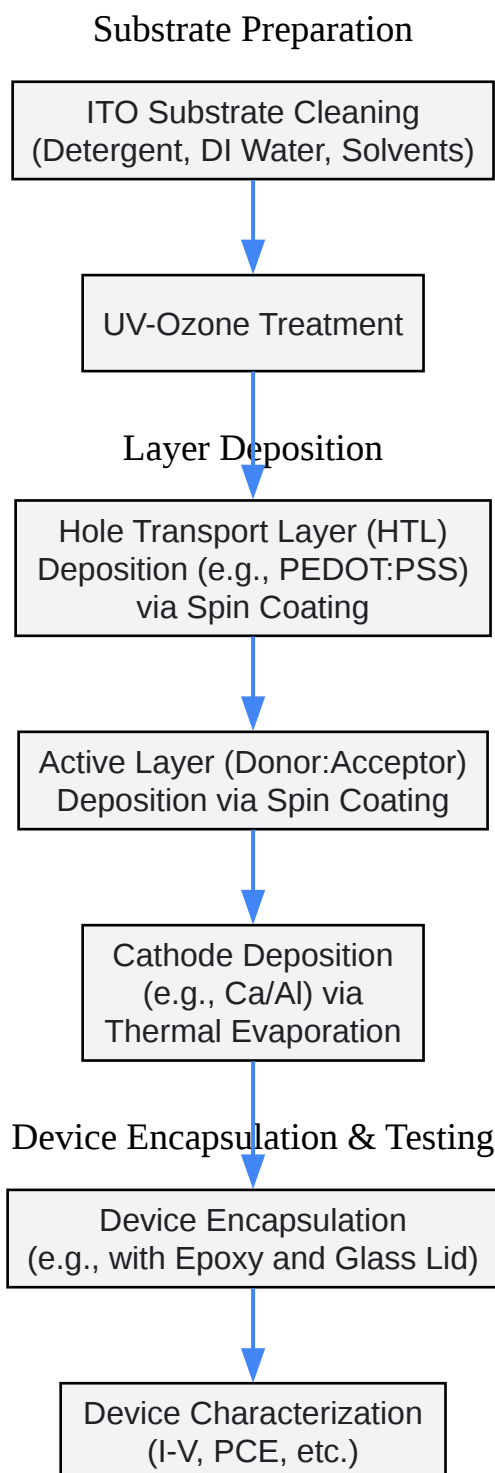 Substrate Preparation
ITO Substrate Cleaning
(Detergent, DI Water, Solvents)
UV-Ozone Treatment
Layer Deposition
Hole Transport Layer (HTL)
Deposition (e.g., PEDOT:PSS)
via Spin Coating
Active Layer (Donor:Acceptor)
Deposition via Spin Coating
Cathode Deposition
(e.g., Ca/Al) via
Thermal Evaporation
Device Encapsulation & Testing
Device Encapsulation
(e.g., with Epoxy and Glass Lid)
Device Characterization
(I-V, PCE, etc.)